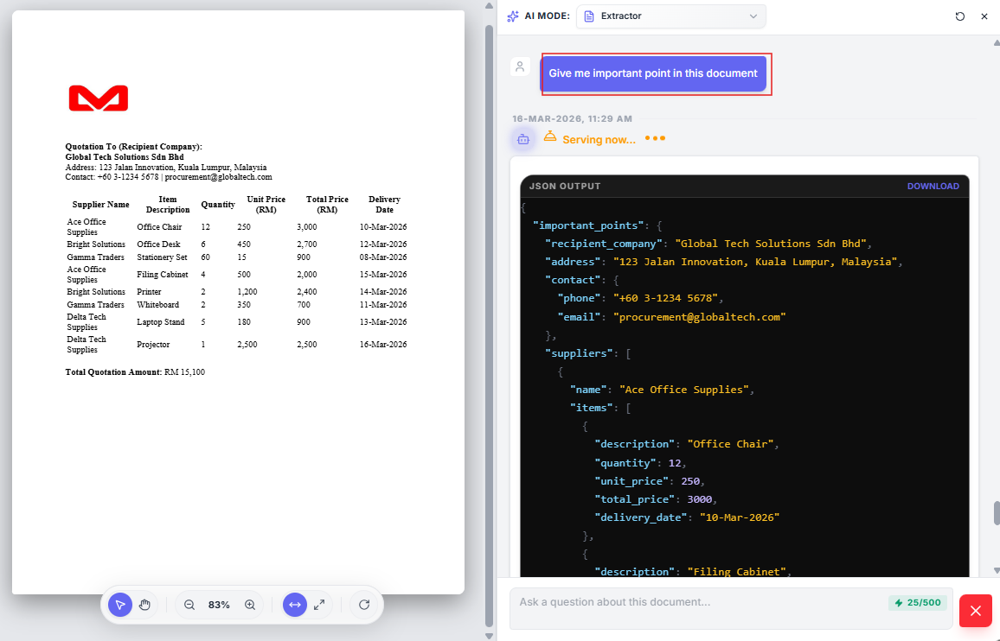 Quotation To (Recipient Company):
Global Tech Solutions Sdn Bhd
Address: 123 Jalan Innovation, Kuala Lumpur, Malaysia
Contact: +60 3-1234 5678 | procurement@globaltech.com
Supplier Name Item Description Quantity Unit Price (RM) Total Price (RM) Delivery Date
Ace Office Supplies Office Chair 12 250 3,000 10-Mar-2026
Bright Solutions Office Desk 6 450 2,700 12-Mar-2026
Gamma Traders Stationery Set 60 15 900 08-Mar-2026
Ace Office Supplies Filing Cabinet 4 500 2,000 15-Mar-2026
Bright Solutions Printer 2 1,200 2,400 14-Mar-2026
Gamma Traders Whiteboard 2 350 700 11-Mar-2026
Delta Tech Supplies Laptop Stand 5 180 900 13-Mar-2026
Delta Tech Supplies Projector 1 2,500 2,500 16-Mar-2026
Total Quotation Amount: RM 15,100
83%
AI MODE: Extractor
Give me important point in this document
16-MAR-2026, 11:29 AM
Serving now...
JSON OUTPUT DOWNLOAD
{
"important_points": {
"recipient_company": "Global Tech Solutions Sdn Bhd",
"address": "123 Jalan Innovation, Kuala Lumpur, Malaysia",
"contact": {
"phone": "+60 3-1234 5678",
"email": "procurement@globaltech.com"
},
"suppliers": [
{
"name": "Ace Office Supplies",
"items": [
{
"description": "Office Chair",
"quantity": 12,
"unit_price": 250,
"total_price": 3000,
"delivery_date": "10-Mar-2026"
},
{
"description": "Filing Cabinet",
Ask a question about this document...
25/500